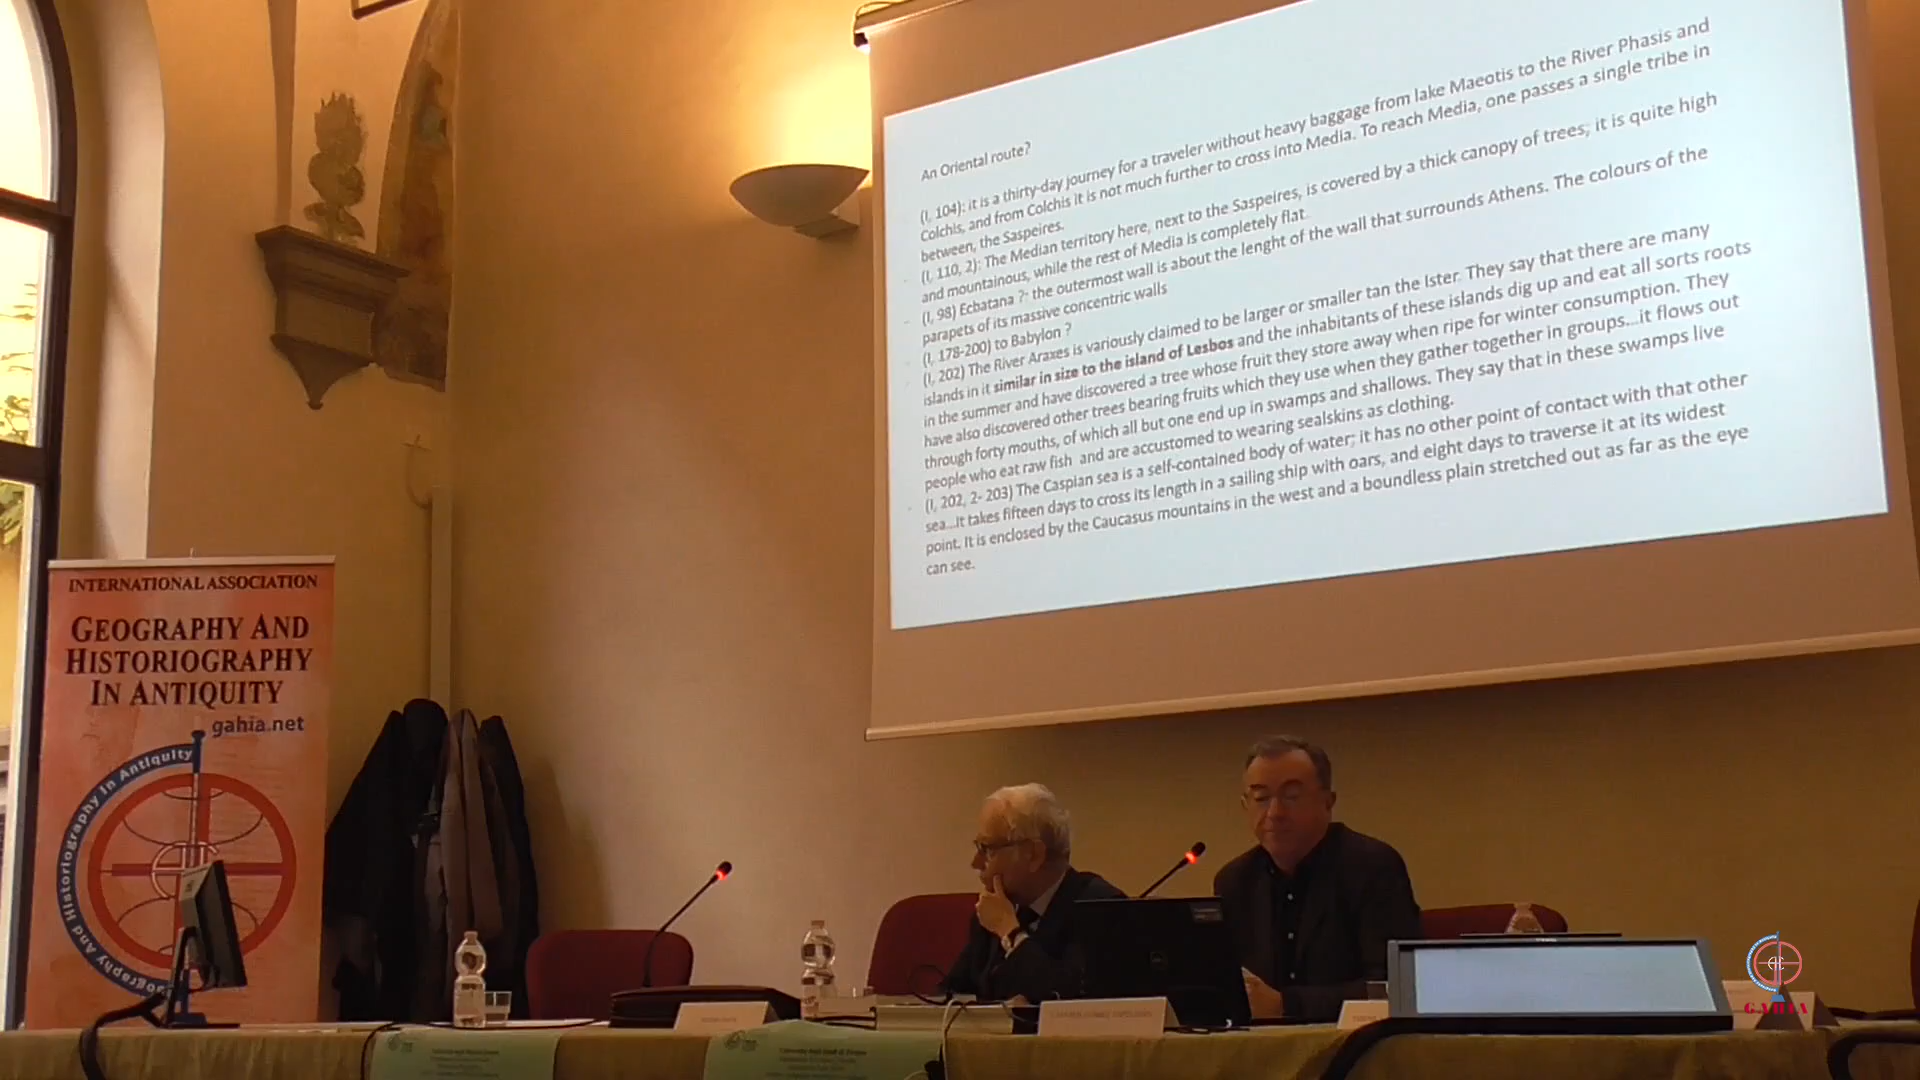 An Oriental route?
(I, 104): it is a thirty-day journey for a traveler without heavy baggage from lake Maeotis to the River Phasis and
Colchis, and from Colchis it is not much further to cross into Media. To reach Media, one passes a single tribe in
between, the Saspeires.
(I, 110, 2): The Median territory here, next to the Saspeires, is covered by a thick canopy of trees; it is quite high
and mountainous, while the rest of Media is completely flat.
(I, 98) Ecbatana ?: the outermost wall is about the lenght of the wall that surrounds Athens. The colours of the
parapets of its massive concentric walls
(I, 178-200) to Babylon ?
(I, 202) The River Araxes is variously claimed to be larger or smaller tan the Ister. They say that there are many
islands in it similar in size to the island of Lesbos and the inhabitants of these islands dig up and eat all sorts roots
in the summer and have discovered a tree whose fruit they store away when ripe for winter consumption. They
have also discovered other trees bearing fruits which they use when they gather together in groups...it flows out
through forty mouths, of which all but one end up in swamps and shallows. They say that in these swamps live
people who eat raw fish and are accustomed to wearing sealskins as clothing.
(I, 202, 2- 203) The Caspian sea is a self-contained body of water; it has no other point of contact with that other
sea...It takes fifteen days to cross its length in a sailing ship with oars, and eight days to traverse it at its widest
point. It is enclosed by the Caucasus mountains in the west and a boundless plain stretched out as far as the eye
can see.
INTERNATIONAL ASSOCIATION
GEOGRAPHY AND
HISTORIOGRAPHY
IN ANTIQUITY
gahia.net
Geography And Historiography In Antiquity
GAHIA